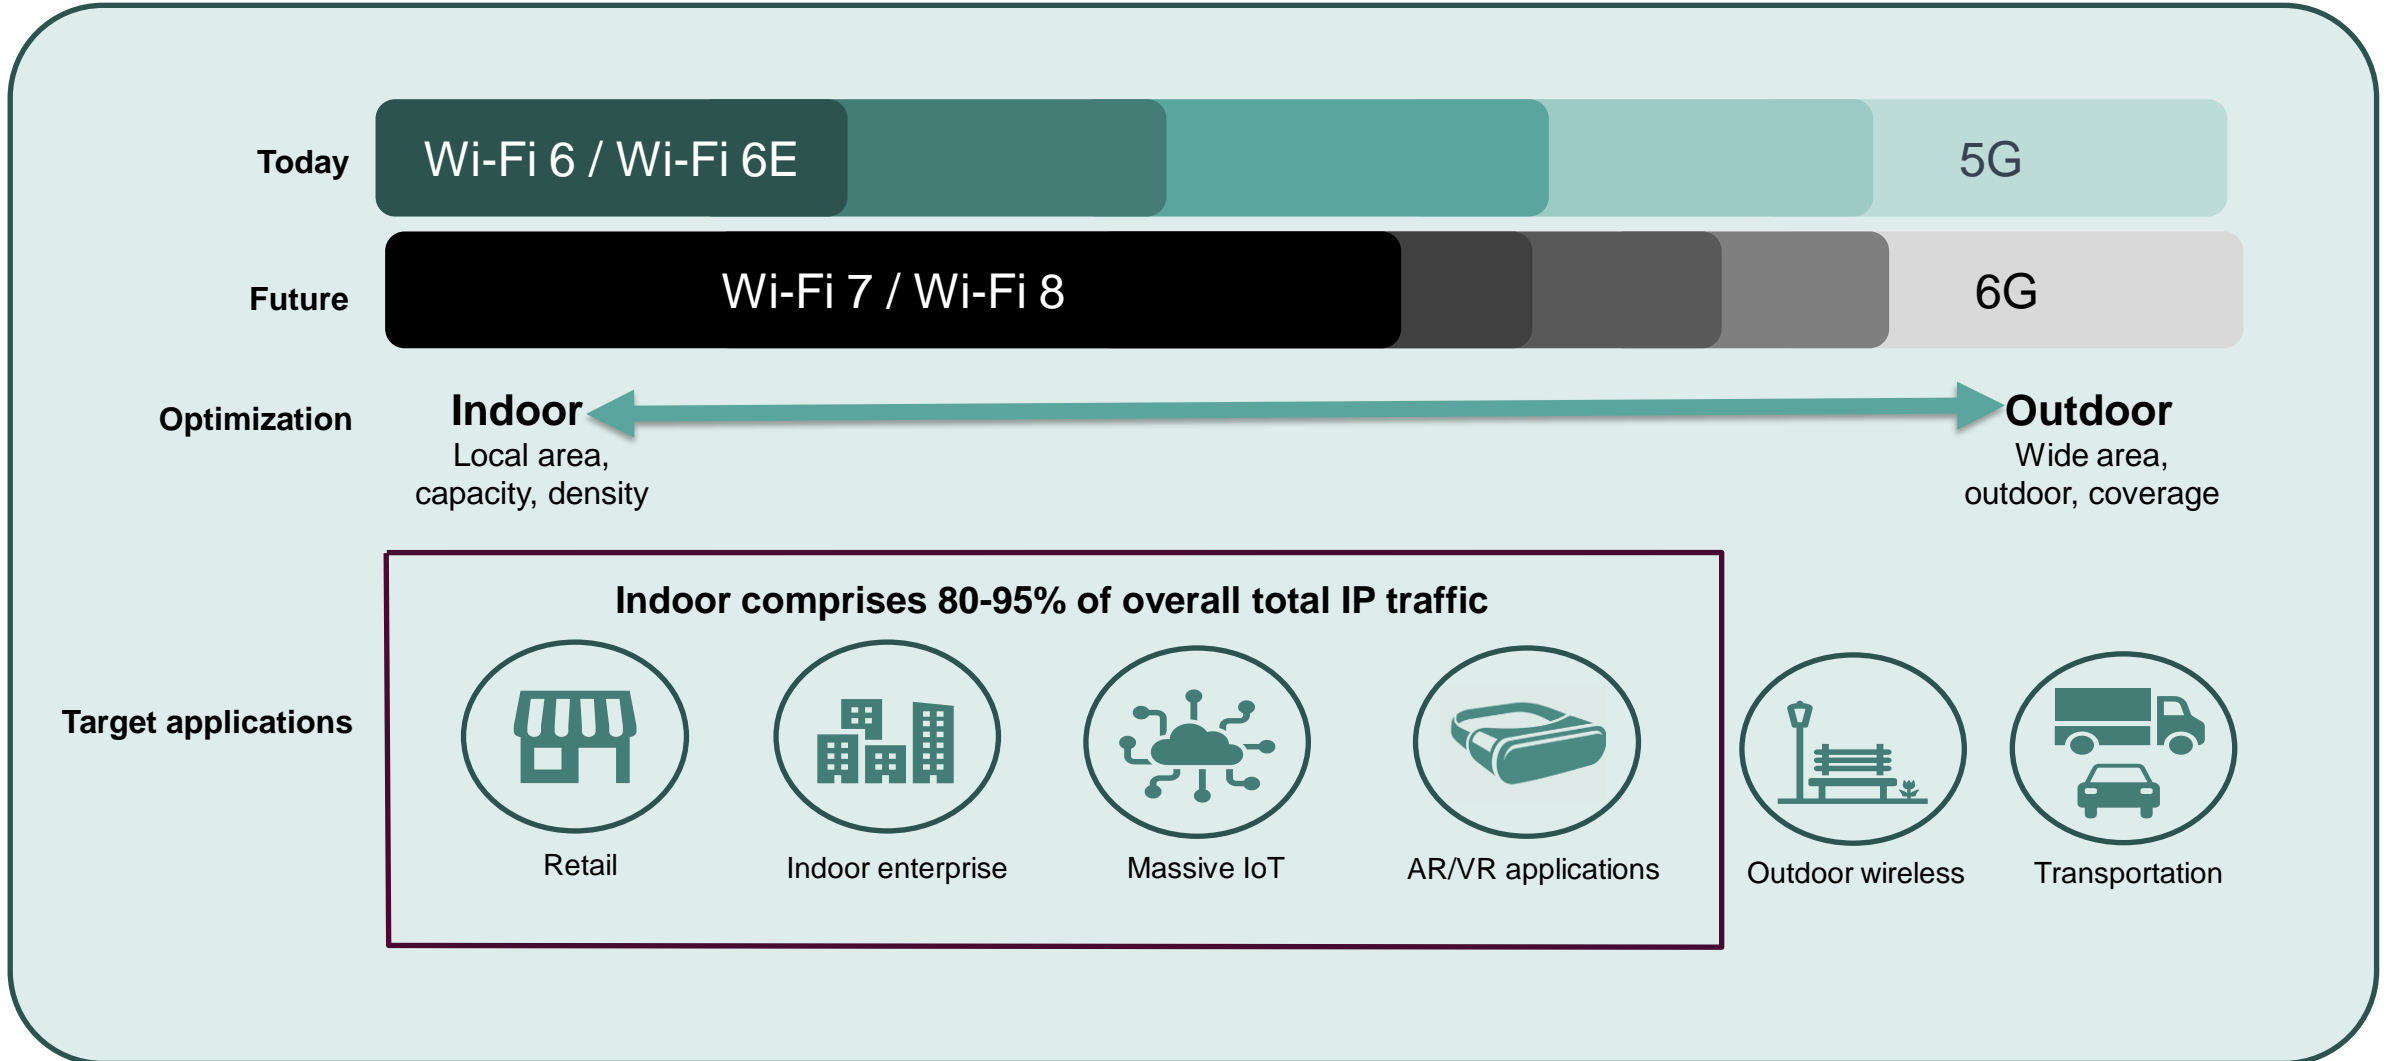 Today
Wi-Fi 6 / Wi-Fi 6E
5G
Future
Wi-Fi 7 / Wi-Fi 8
6G
Optimization
Indoor
Local area,
capacity, density
Outdoor
Wide area,
outdoor, coverage
Indoor comprises 80-95% of overall total IP traffic
Target applications
Retail
Indoor enterprise
Massive IoT
AR/VR applications
Outdoor wireless
Transportation